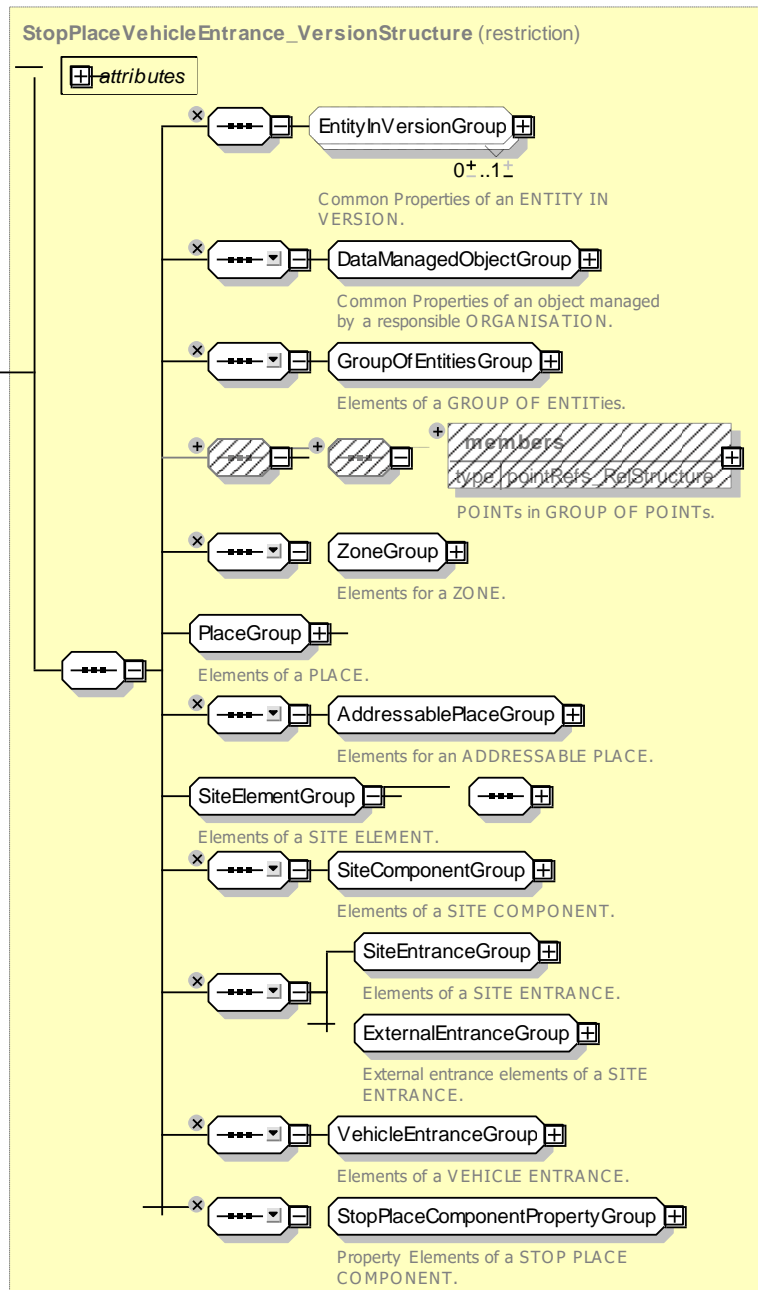 StopPlaceVehicleEntrance_VersionStructure (restriction)
attributes
EntityInVersionGroup
0..1
Common Properties of an ENTITY IN
VERSION.
DataManagedObjectGroup
Common Properties of an object managed
by a responsible ORGANISATION.
GroupOfEntitiesGroup
Elements of a GROUP OF ENTITies.
members
type pointRefs_RelStructure
POINTs in GROUP OF POINTs.
ZoneGroup
Elements for a ZONE.
PlaceGroup
Elements of a PLACE.
AddressablePlaceGroup
Elements for an ADDRESSABLE PLACE.
SiteElementGroup
Elements of a SITE ELEMENT.
SiteComponentGroup
Elements of a SITE COMPONENT.
SiteEntranceGroup
Elements of a SITE ENTRANCE.
ExternalEntranceGroup
External entrance elements of a SITE
ENTRANCE.
VehicleEntranceGroup
Elements of a VEHICLE ENTRANCE.
StopPlaceComponentPropertyGroup
Property Elements of a STOP PLACE
COMPONENT.